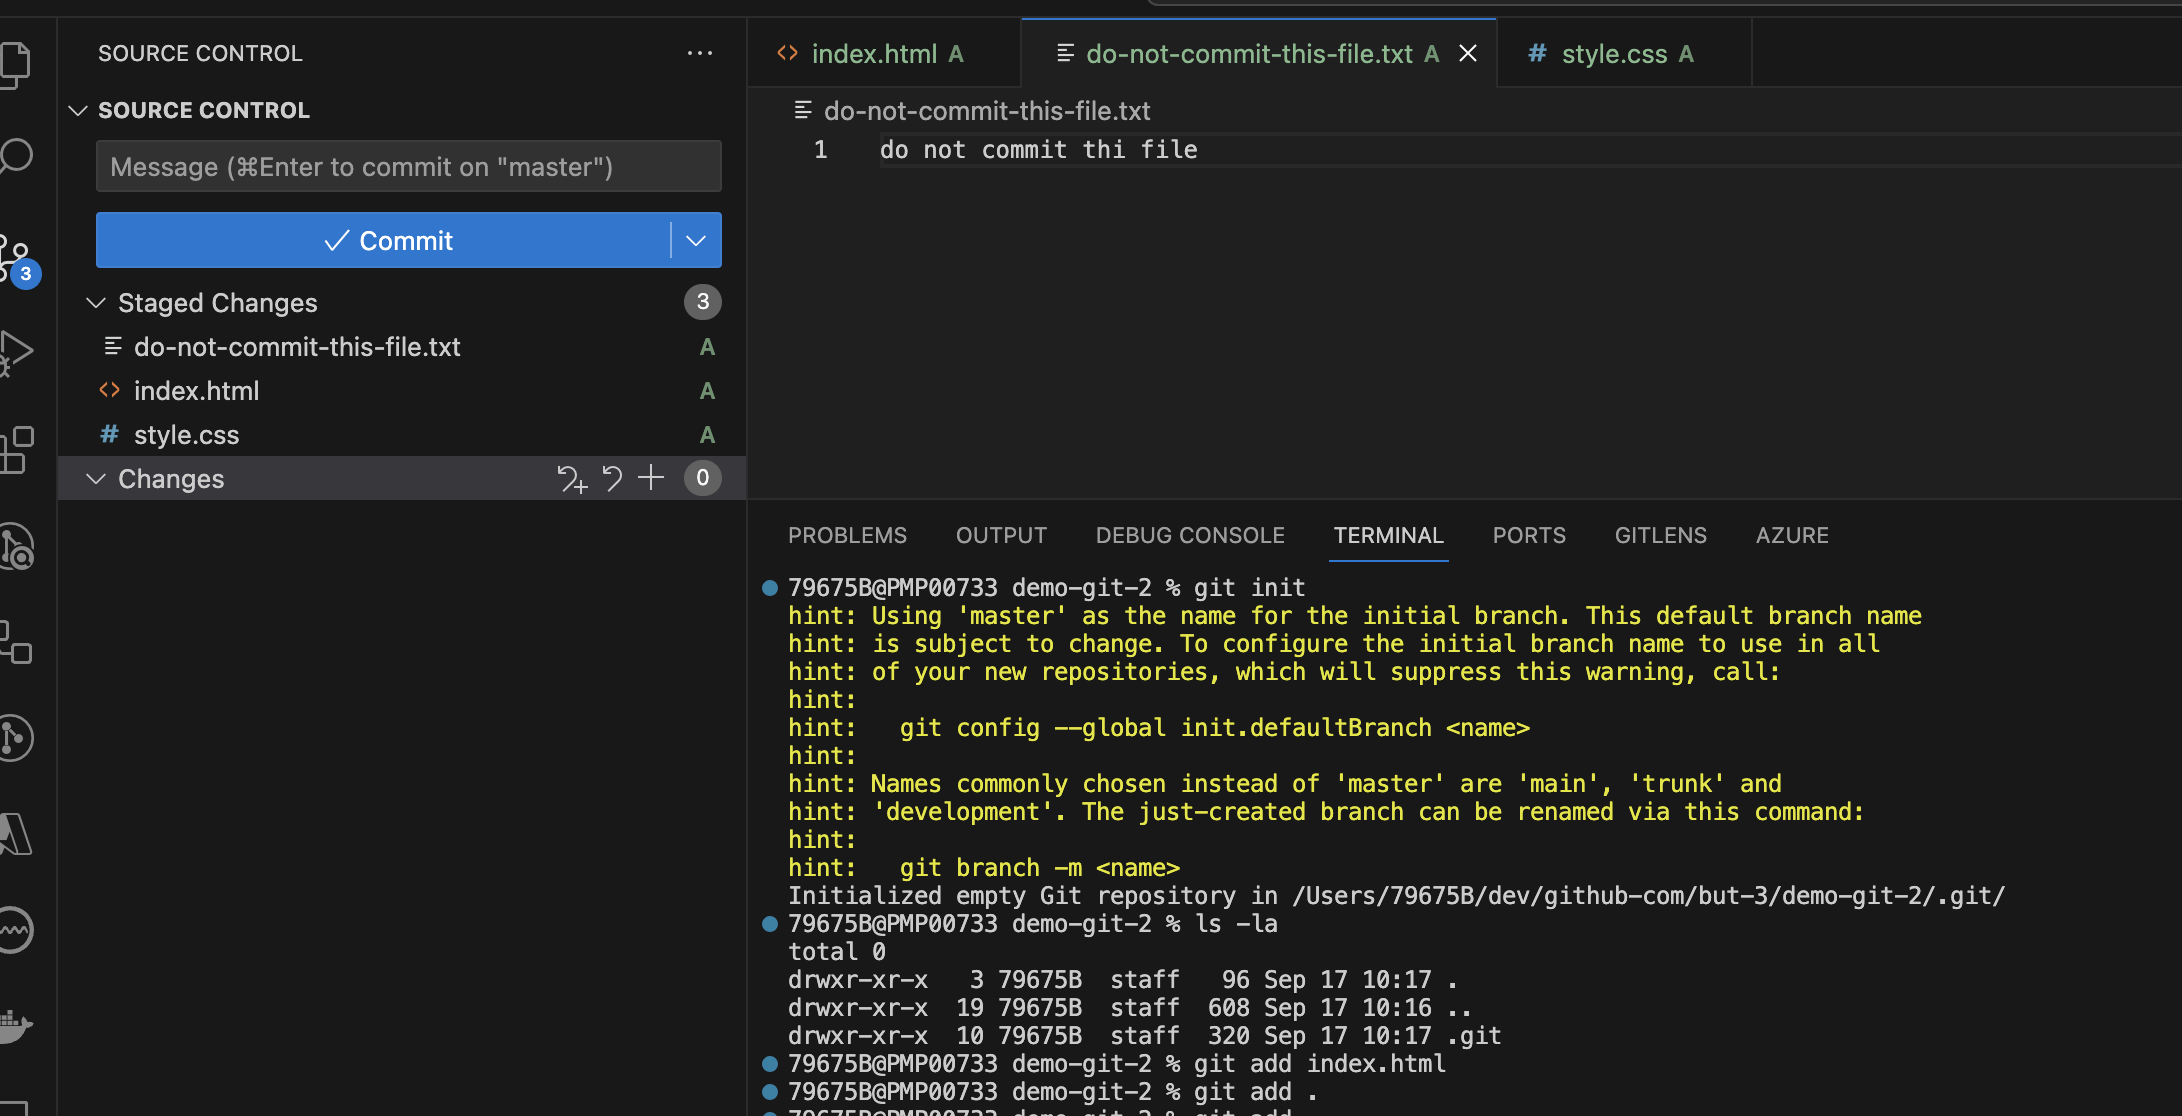 SOURCE CONTROL
SOURCE CONTROL
Message (⌘Enter to commit on "master")
Commit
3
Staged Changes 3
do-not-commit-this-file.txt A
index.html A
style.css A
Changes 0
index.html A
do-not-commit-this-file.txt A
style.css A
do-not-commit-this-file.txt
1 do not commit thi file
PROBLEMS OUTPUT DEBUG CONSOLE TERMINAL PORTS GITLENS AZURE
79675B@PMP00733 demo-git-2 % git init
hint: Using 'master' as the name for the initial branch. This default branch name
hint: is subject to change. To configure the initial branch name to use in all
hint: of your new repositories, which will suppress this warning, call:
hint:
hint:   git config --global init.defaultBranch <name>
hint:
hint: Names commonly chosen instead of 'master' are 'main', 'trunk' and
hint: 'development'. The just-created branch can be renamed via this command:
hint:
hint:   git branch -m <name>
Initialized empty Git repository in /Users/79675B/dev/github-com/but-3/demo-git-2/.git/
79675B@PMP00733 demo-git-2 % ls -la
total 0
drwxr-xr-x   3 79675B  staff   96 Sep 17 10:17 .
drwxr-xr-x  19 79675B  staff  608 Sep 17 10:16 ..
drwxr-xr-x  10 79675B  staff  320 Sep 17 10:17 .git
79675B@PMP00733 demo-git-2 % git add index.html
79675B@PMP00733 demo-git-2 % git add .
79675B@PMP00733 demo-git-2 % git add